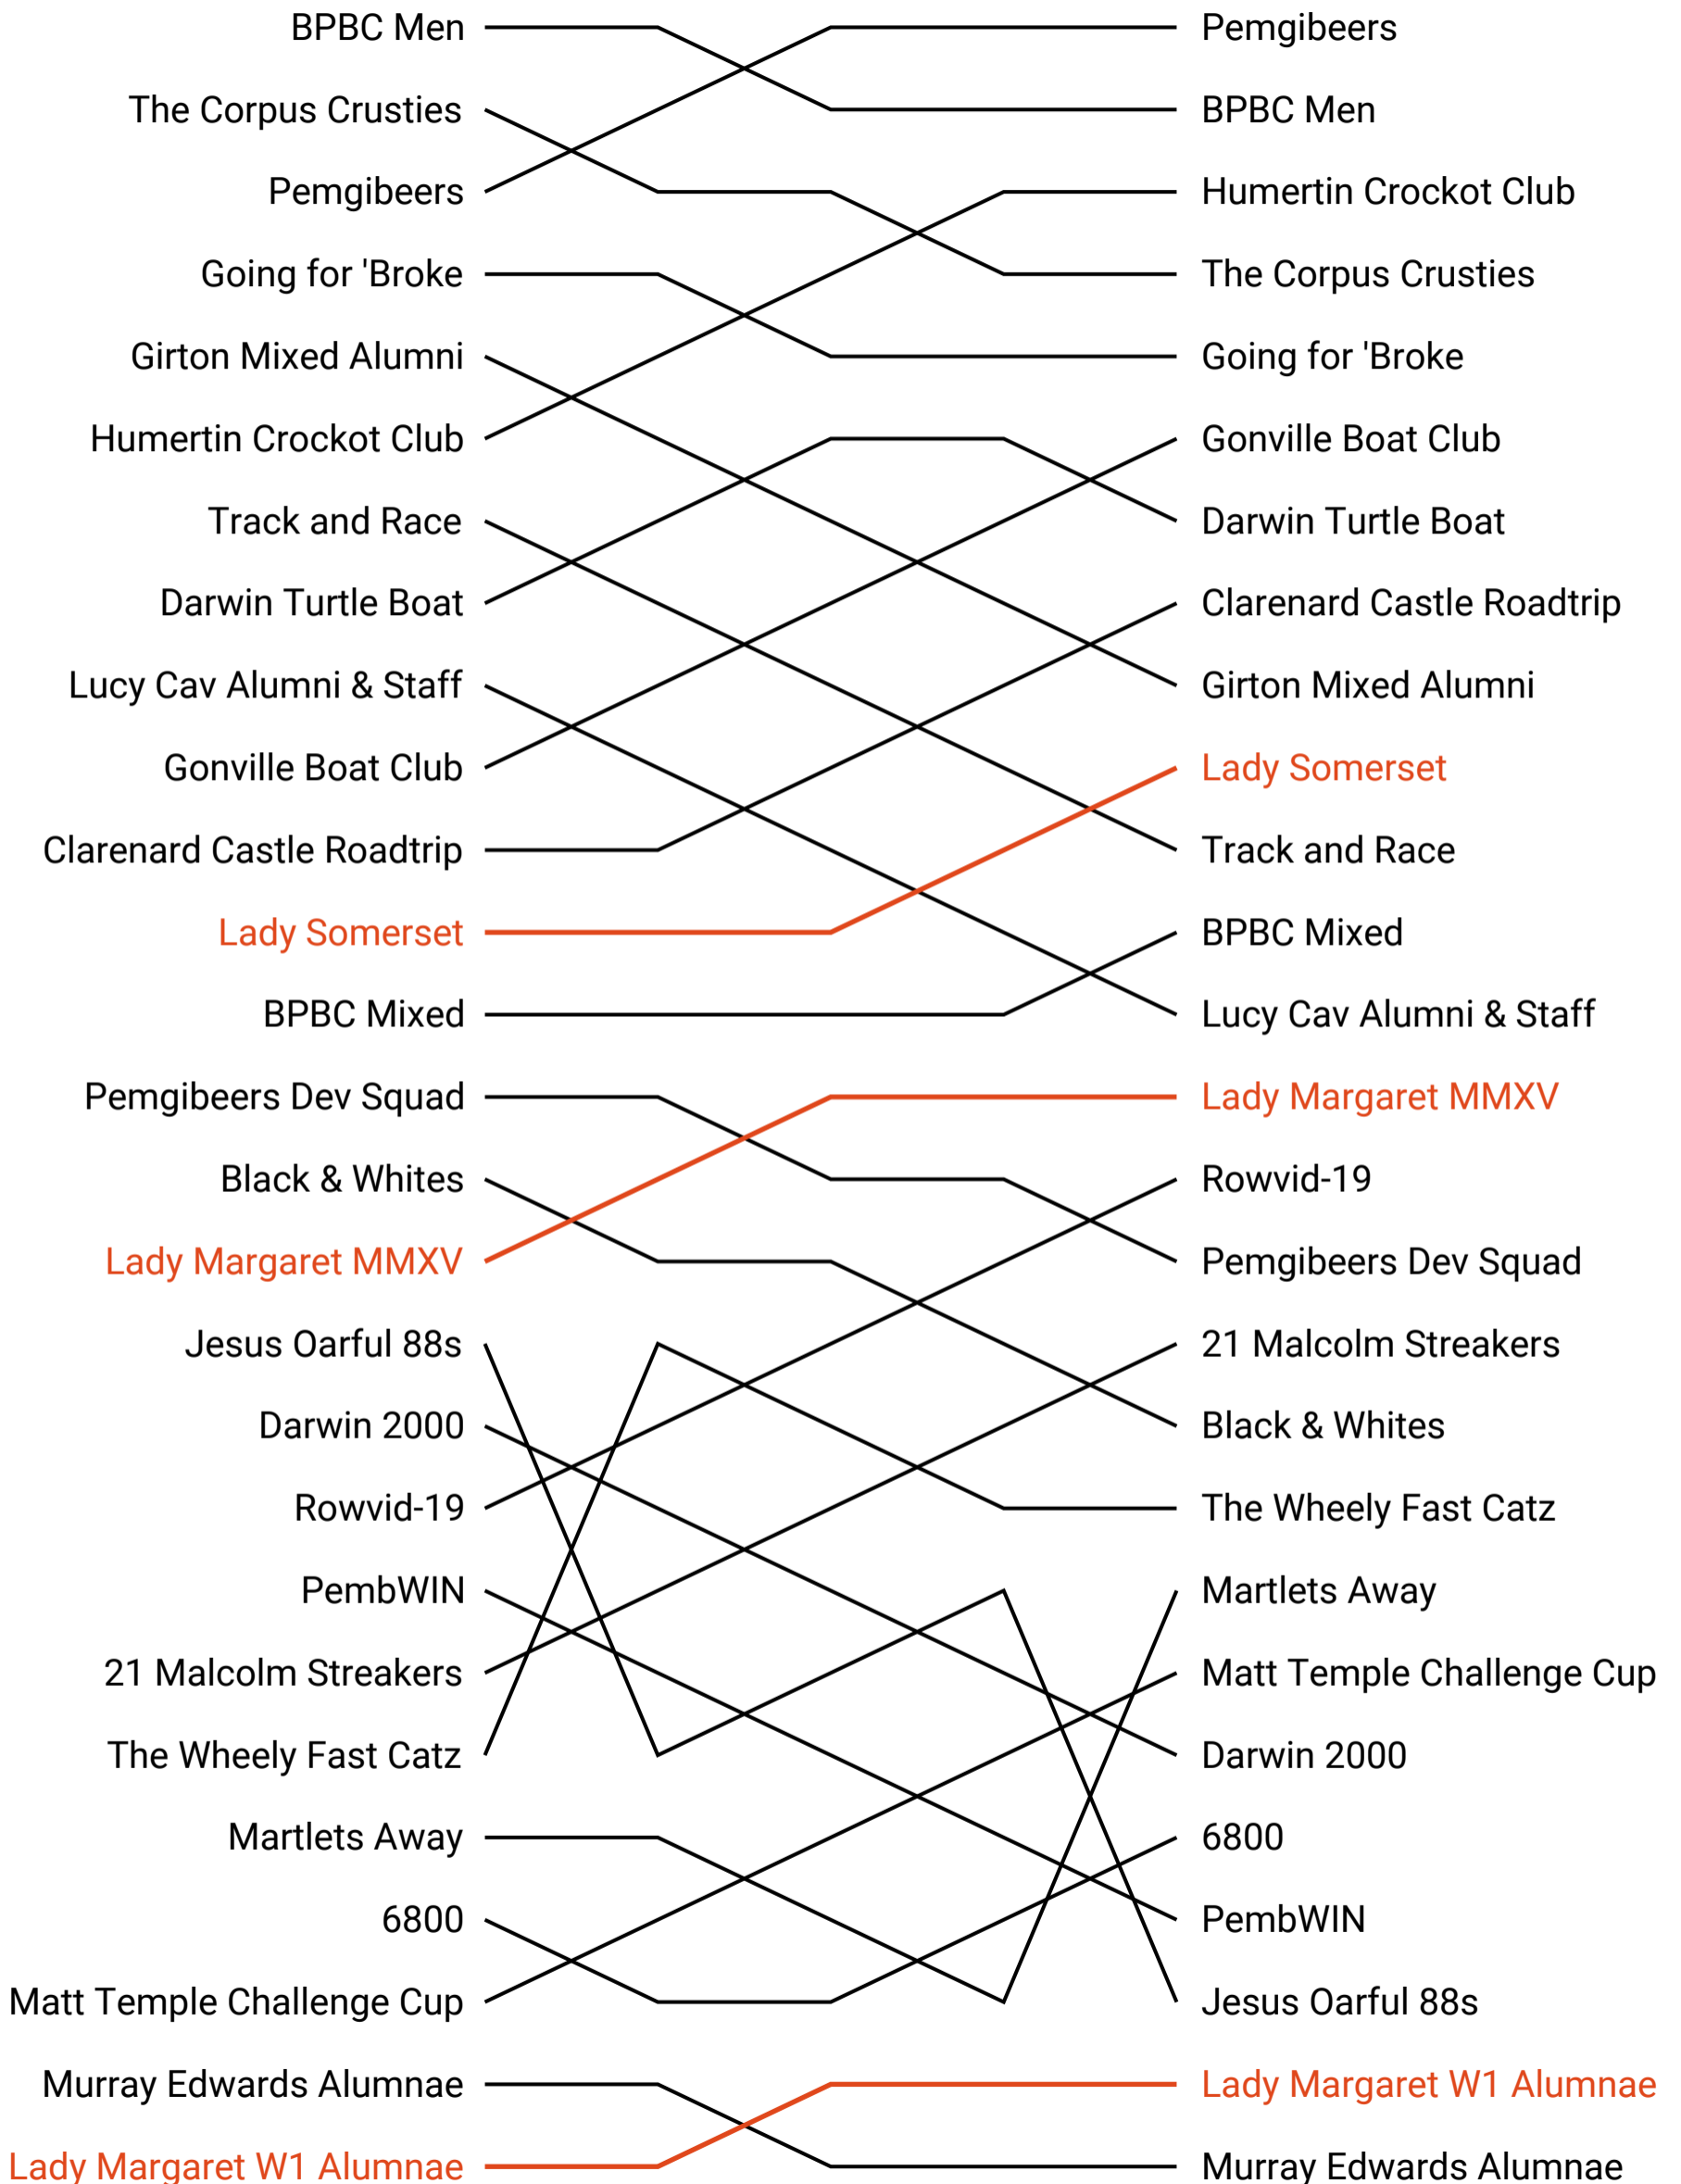 BPBC Men
The Corpus Crusties
Pemgibeers
Going for 'Broke
Girton Mixed Alumni
Humertin Crockot Club
Track and Race
Darwin Turtle Boat
Lucy Cav Alumni & Staff
Gonville Boat Club
Clarenard Castle Roadtrip
Lady Somerset
BPBC Mixed
Pemgibeers Dev Squad
Black & Whites
Lady Margaret MMXV
Jesus Oarful 88s
Darwin 2000
Rowvid-19
PembWIN
21 Malcolm Streakers
The Wheely Fast Catz
Martlets Away
6800
Matt Temple Challenge Cup
Murray Edwards Alumnae
Lady Margaret W1 Alumnae
Pemgibeers
BPBC Men
Humertin Crockot Club
The Corpus Crusties
Going for 'Broke
Gonville Boat Club
Darwin Turtle Boat
Clarenard Castle Roadtrip
Girton Mixed Alumni
Lady Somerset
Track and Race
BPBC Mixed
Lucy Cav Alumni & Staff
Lady Margaret MMXV
Rowvid-19
Pemgibeers Dev Squad
21 Malcolm Streakers
Black & Whites
The Wheely Fast Catz
Martlets Away
Matt Temple Challenge Cup
Darwin 2000
6800
PembWIN
Jesus Oarful 88s
Lady Margaret W1 Alumnae
Murray Edwards Alumnae